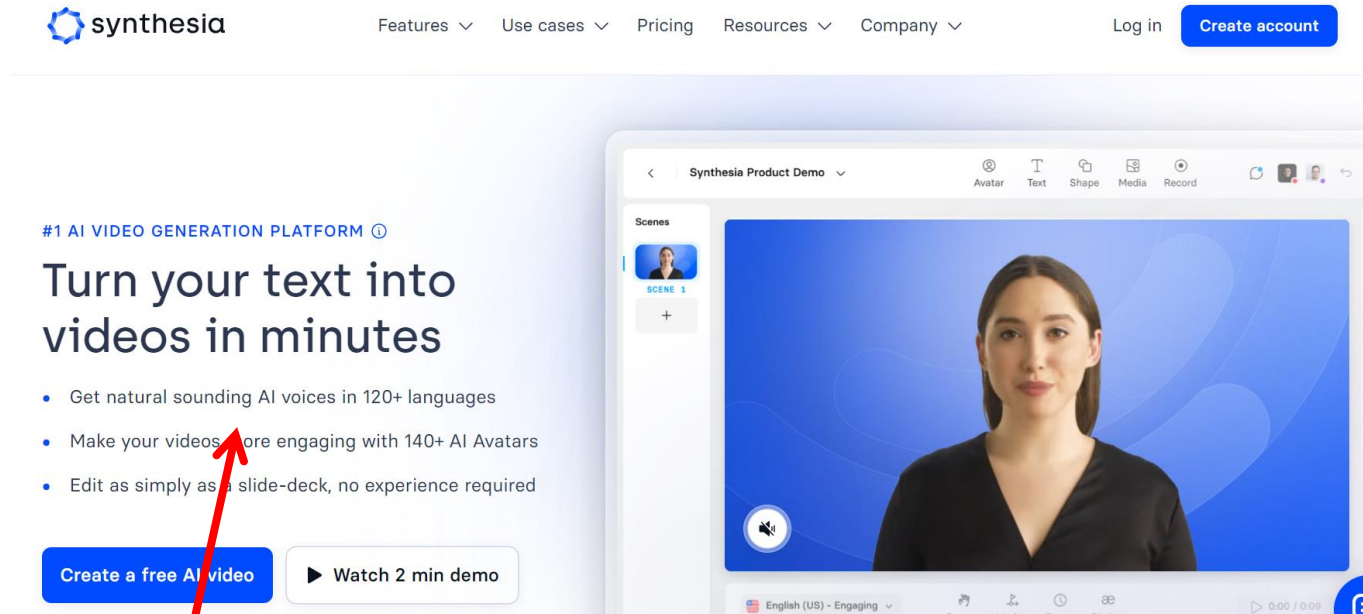 synthesia
Features Use cases Pricing Resources Company Log in Create account
Synthesia Product Demo
Avatar Text Shape Media Record
Scenes
SCENE 1
+
#1 AI VIDEO GENERATION PLATFORM
Turn your text into
videos in minutes
Get natural sounding AI voices in 120+ languages
Make your videos more engaging with 140+ AI Avatars
Edit as simply as a slide-deck, no experience required
Create a free AI video Watch 2 min demo
English (US) - Engaging æ 0:00 / 0:09